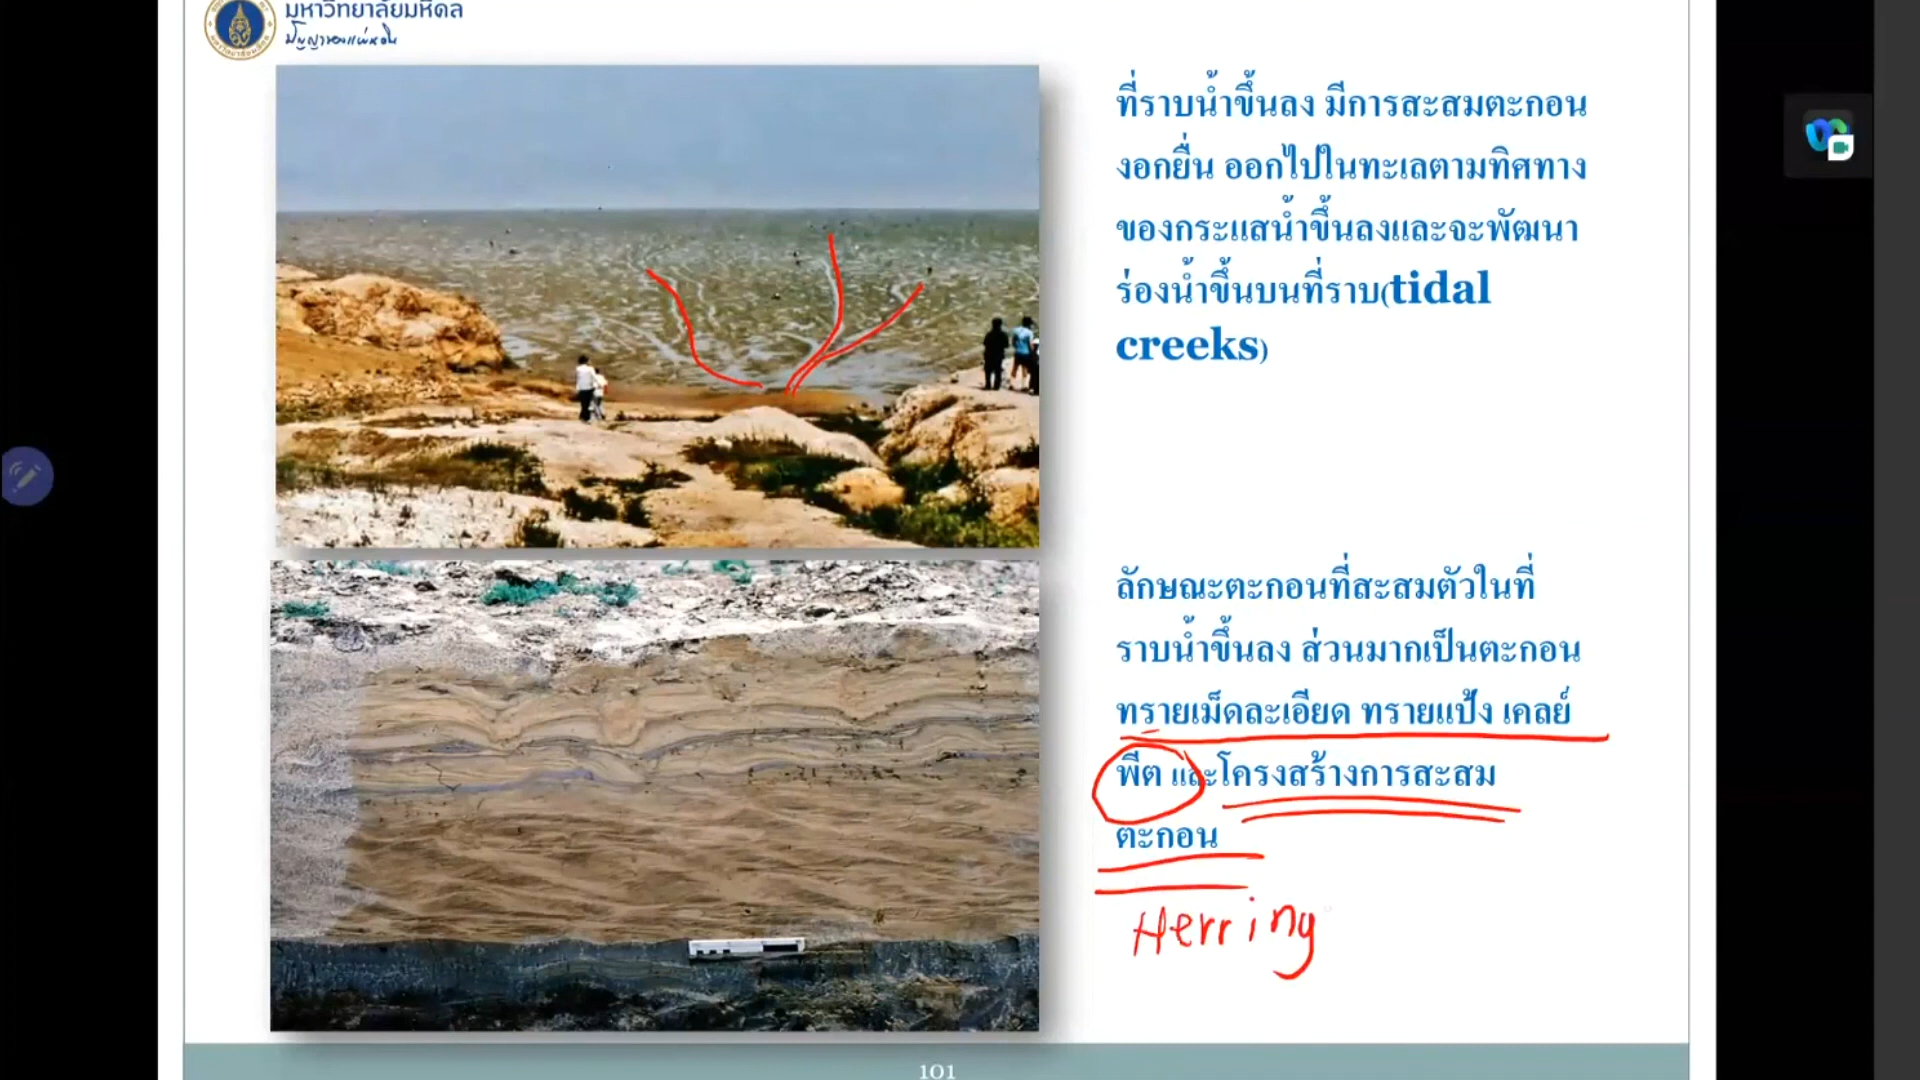 มหาวิทยาลัยมหิดล
ปัญญาของแผ่นดิน
ที่ราบน้ำขึ้นลง มีการสะสมตะกอน
งอกยื่น ออกไปในทะเลตามทิศทาง
ของกระแสน้ำขึ้นลงและจะพัฒนา
ร่องน้ำขึ้นบนที่ราบ(tidal
creeks)
ลักษณะตะกอนที่สะสมตัวในที่
ราบน้ำขึ้นลง ส่วนมากเป็นตะกอน
ทรายเม็ดละเอียด ทรายแป้ง เคลย์
พีต และโครงสร้างการสะสม
ตะกอน
Herring
101